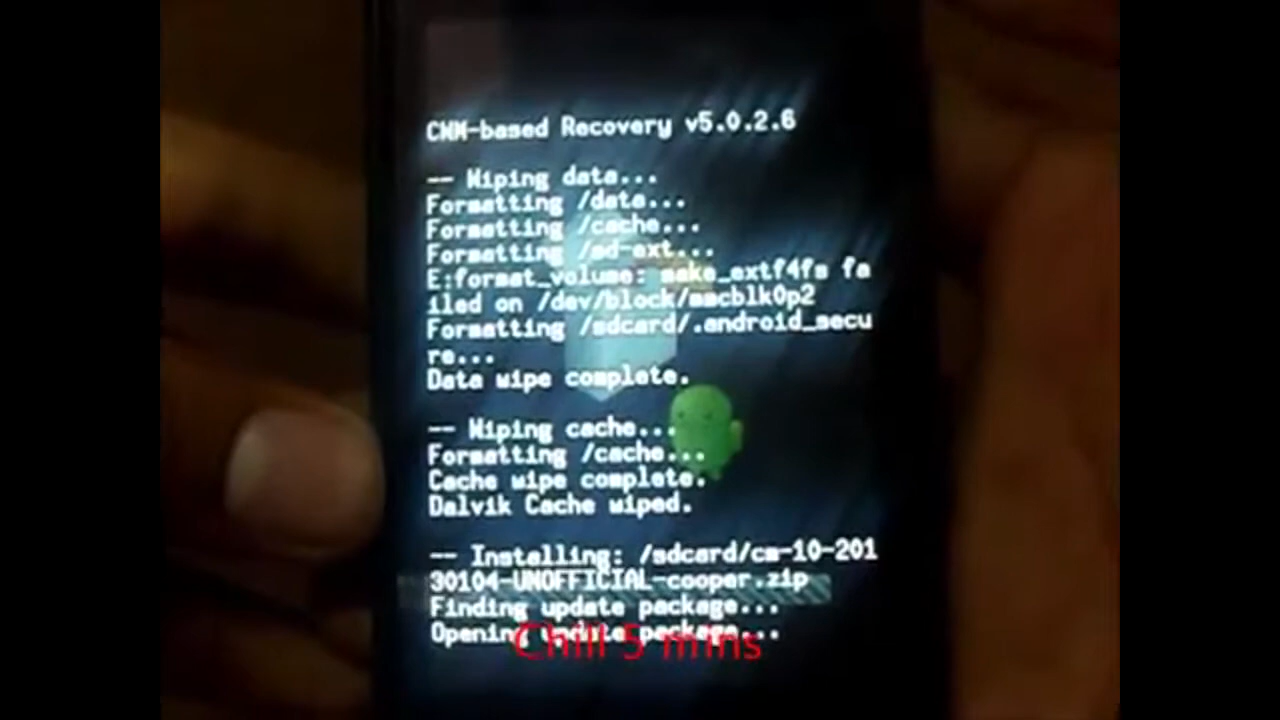 CWM-based Recovery v5.0.2.6
-- Wiping data...
Formatting /data...
Formatting /cache...
Formatting /sd-ext...
E:format_volume: make_extf4fs fa
iled on /dev/block/mmcblk0p2
Formatting /sdcard/.android_secu
re...
Data wipe complete.
-- Wiping cache...
Formatting /cache...
Cache wipe complete.
Dalvik Cache wiped.
-- Installing: /sdcard/cm-10-201
30104-UNOFFICIAL-cooper.zip
Finding update package...
Opening update package...
Chill 5 mins